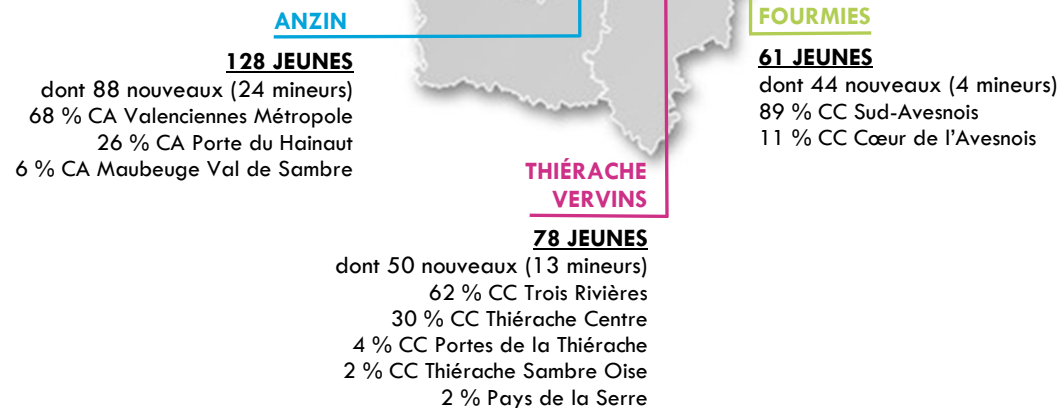 ANZIN
128 JEUNES
dont 88 nouveaux (24 mineurs)
68 % CA Valenciennes Métropole
26 % CA Porte du Hainaut
6 % CA Maubeuge Val de Sambre
FOURMIES
61 JEUNES
dont 44 nouveaux (4 mineurs)
89 % CC Sud-Avesnois
11 % CC Cœur de l'Avesnois
THIÉRACHE
VERVINS
78 JEUNES
dont 50 nouveaux (13 mineurs)
62 % CC Trois Rivières
30 % CC Thiérache Centre
4 % CC Portes de la Thiérache
2 % CC Thiérache Sambre Oise
2 % Pays de la Serre